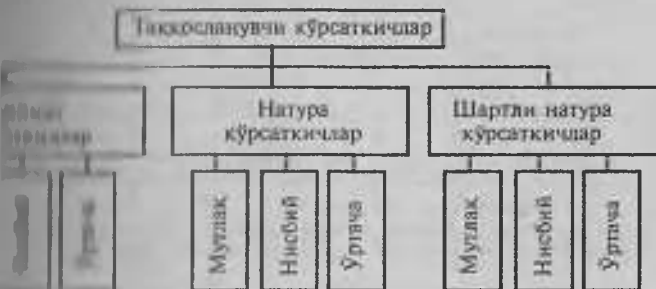 Таққосланувчи кўрсаткичлар
Натура
кўрсаткичлар
Шартли натура
кўрсаткичлар
Мутлақ
Нисбий
Ўртача
Мутлақ
Нисбий
Ўртача